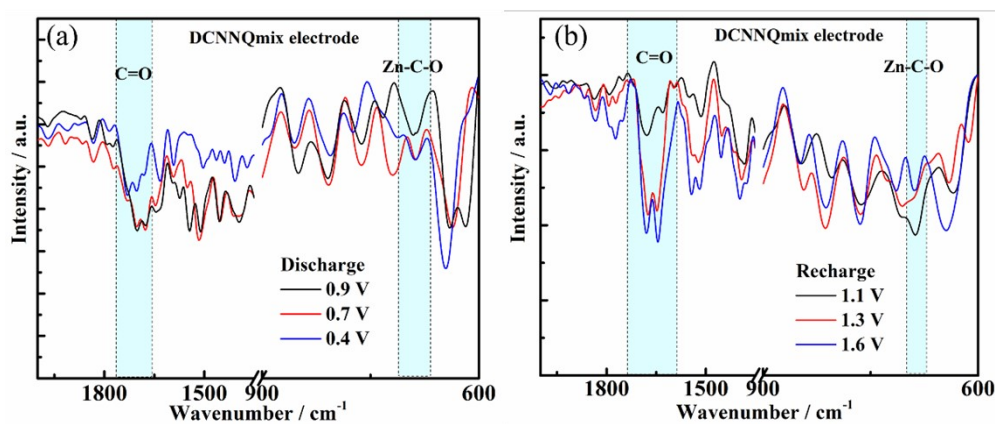 (a)
DCNNQmix electrode
C=O
Zn-C-O
Intensity / a.u.
Discharge
0.9 V
0.7 V
0.4 V
1800
1500
900
600
Wavenumber / cm-1
(b)
DCNNQmix electrode
C=O
Zn-C-O
Intensity / a.u.
Recharge
1.1 V
1.3 V
1.6 V
1800
1500
900
600
Wavenumber / cm-1